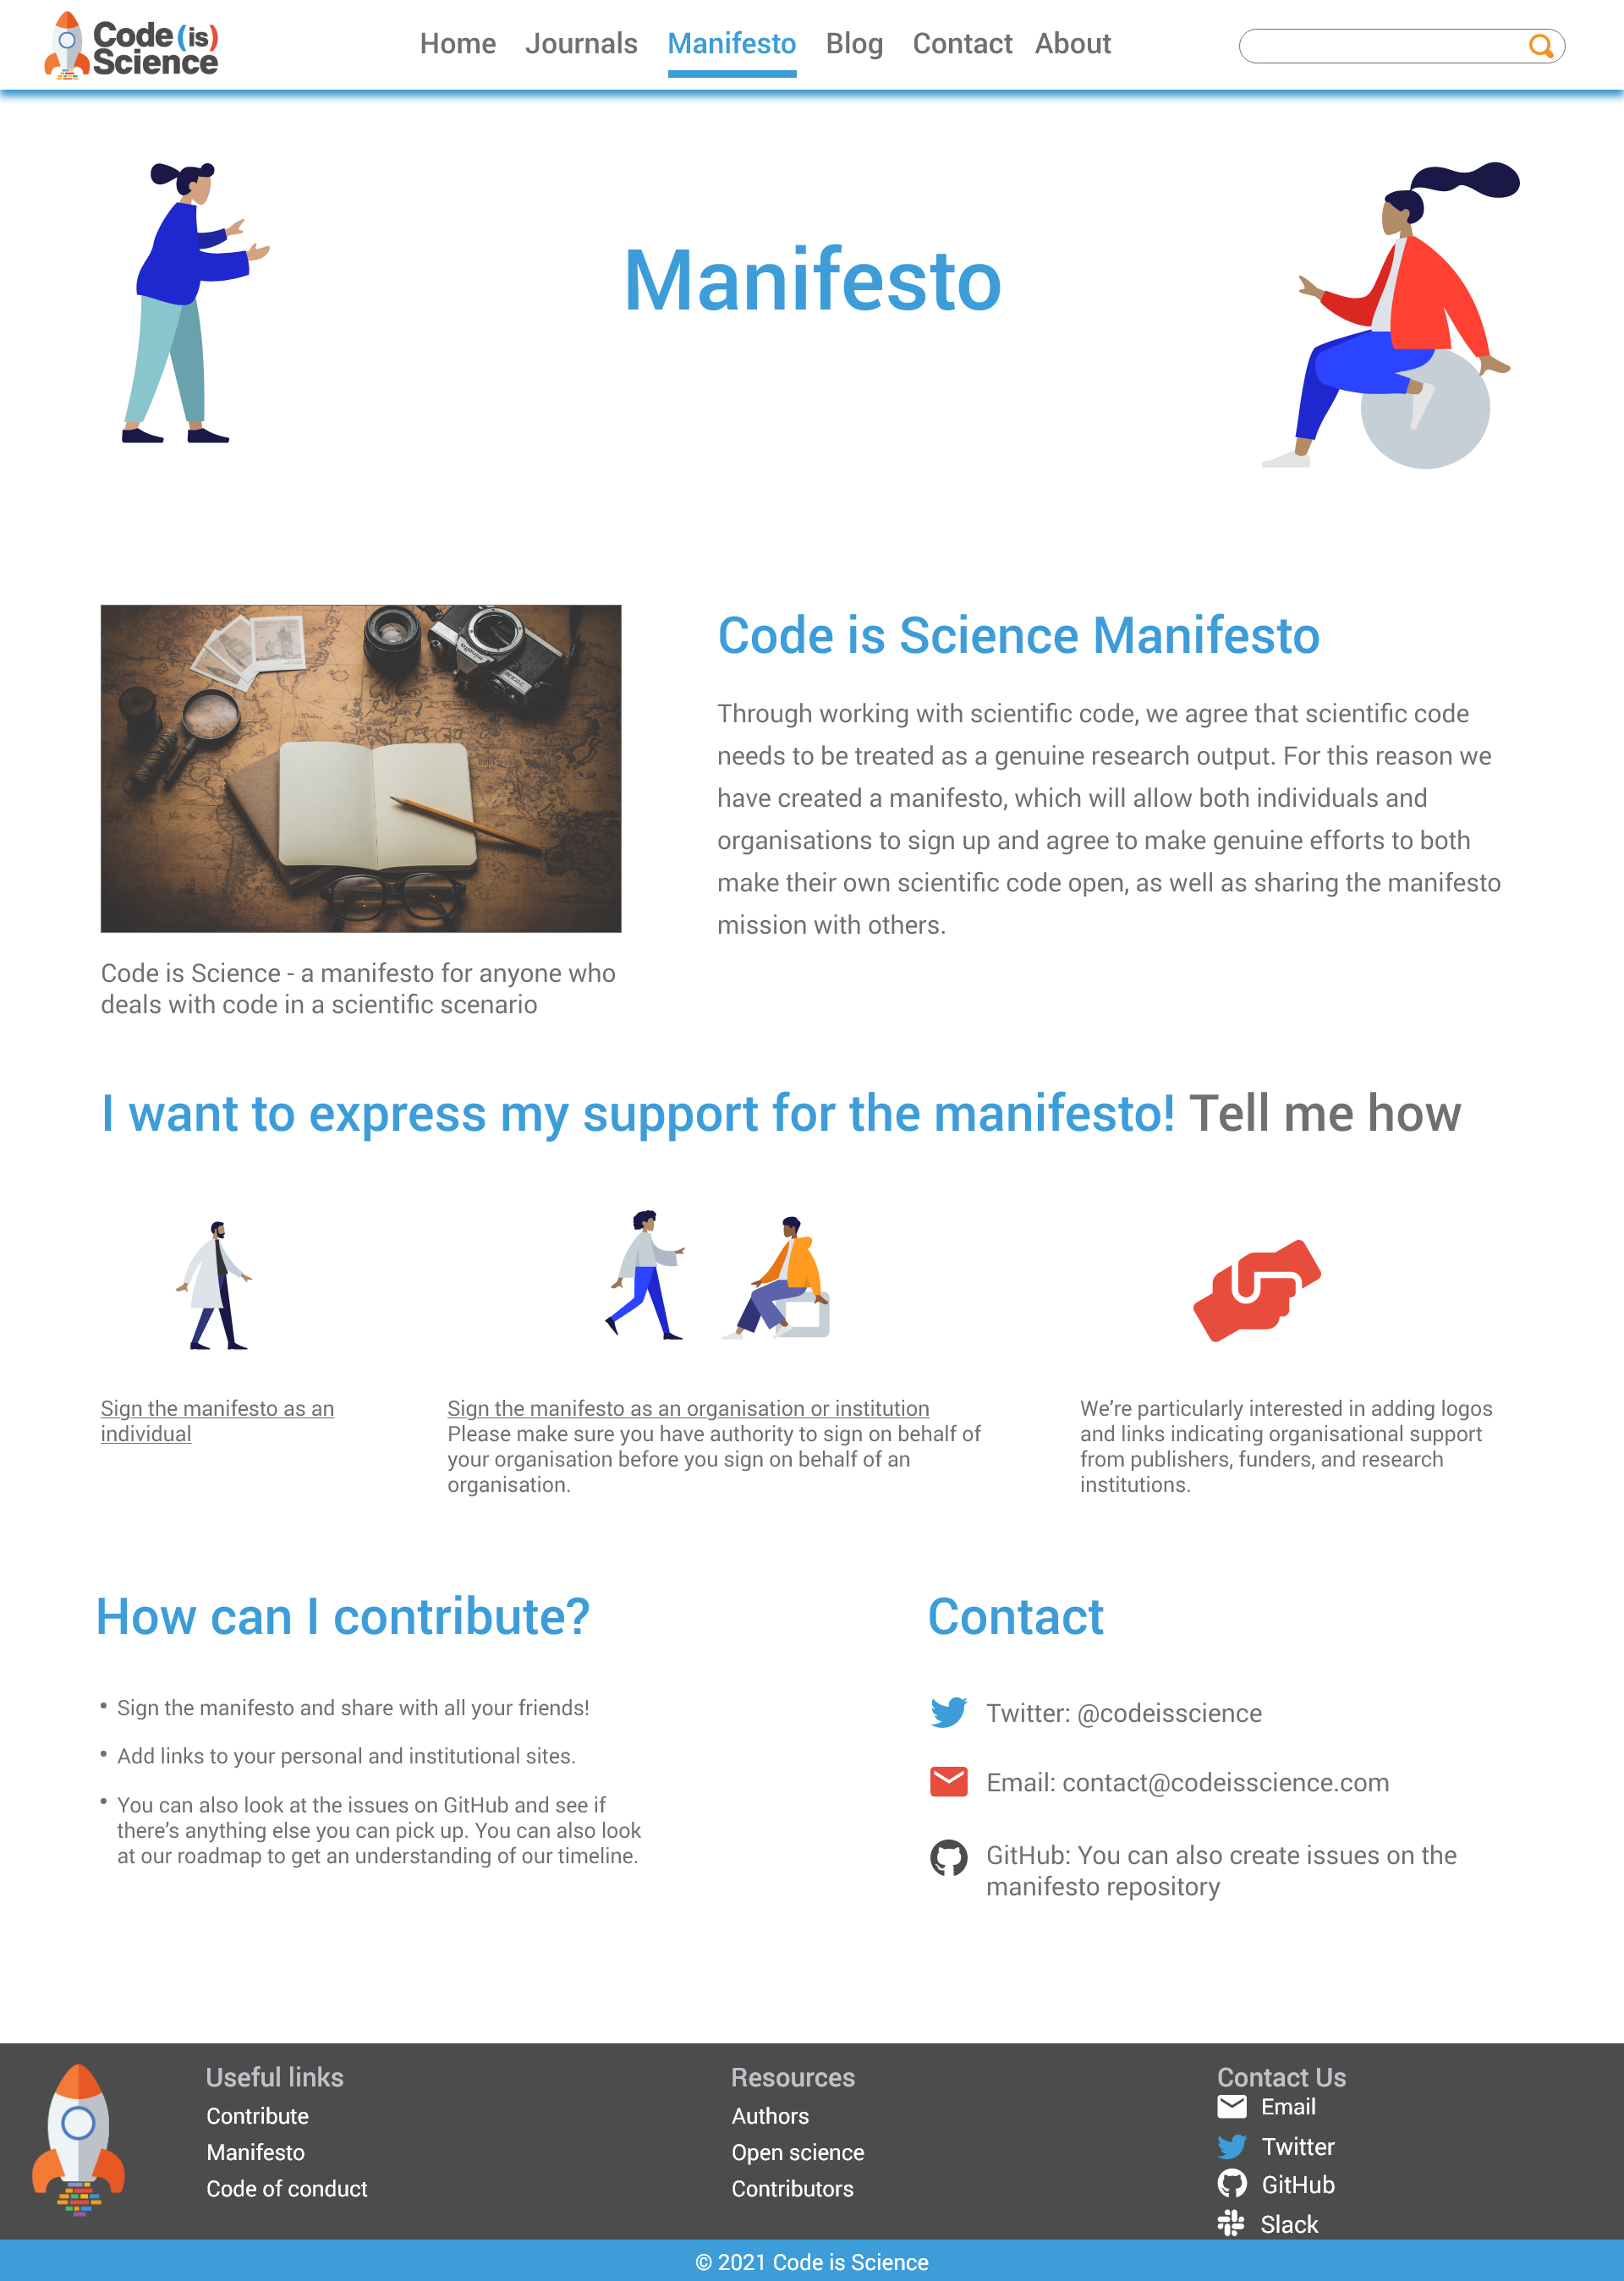 Code (is)
Science
Home Journals Manifesto Blog Contact About
Manifesto
Code is Science Manifesto
Through working with scientific code, we agree that scientific code
needs to be treated as a genuine research output. For this reason we
have created a manifesto, which will allow both individuals and
organisations to sign up and agree to make genuine efforts to both
make their own scientific code open, as well as sharing the manifesto
mission with others.
Code is Science - a manifesto for anyone who
deals with code in a scientific scenario
I want to express my support for the manifesto! Tell me how
Sign the manifesto as an
individual
Sign the manifesto as an organisation or institution
Please make sure you have authority to sign on behalf of
your organisation before you sign on behalf of an
organisation.
We’re particularly interested in adding logos
and links indicating organisational support
from publishers, funders, and research
institutions.
How can I contribute?
• Sign the manifesto and share with all your friends!
• Add links to your personal and institutional sites.
• You can also look at the issues on GitHub and see if
there’s anything else you can pick up. You can also look
at our roadmap to get an understanding of our timeline.
Contact
Twitter: @codeisscience
Email: contact@codeisscience.com
GitHub: You can also create issues on the
manifesto repository
Useful links
Contribute
Manifesto
Code of conduct
Resources
Authors
Open science
Contributors
Contact Us
Email
Twitter
GitHub
Slack
© 2021 Code is Science